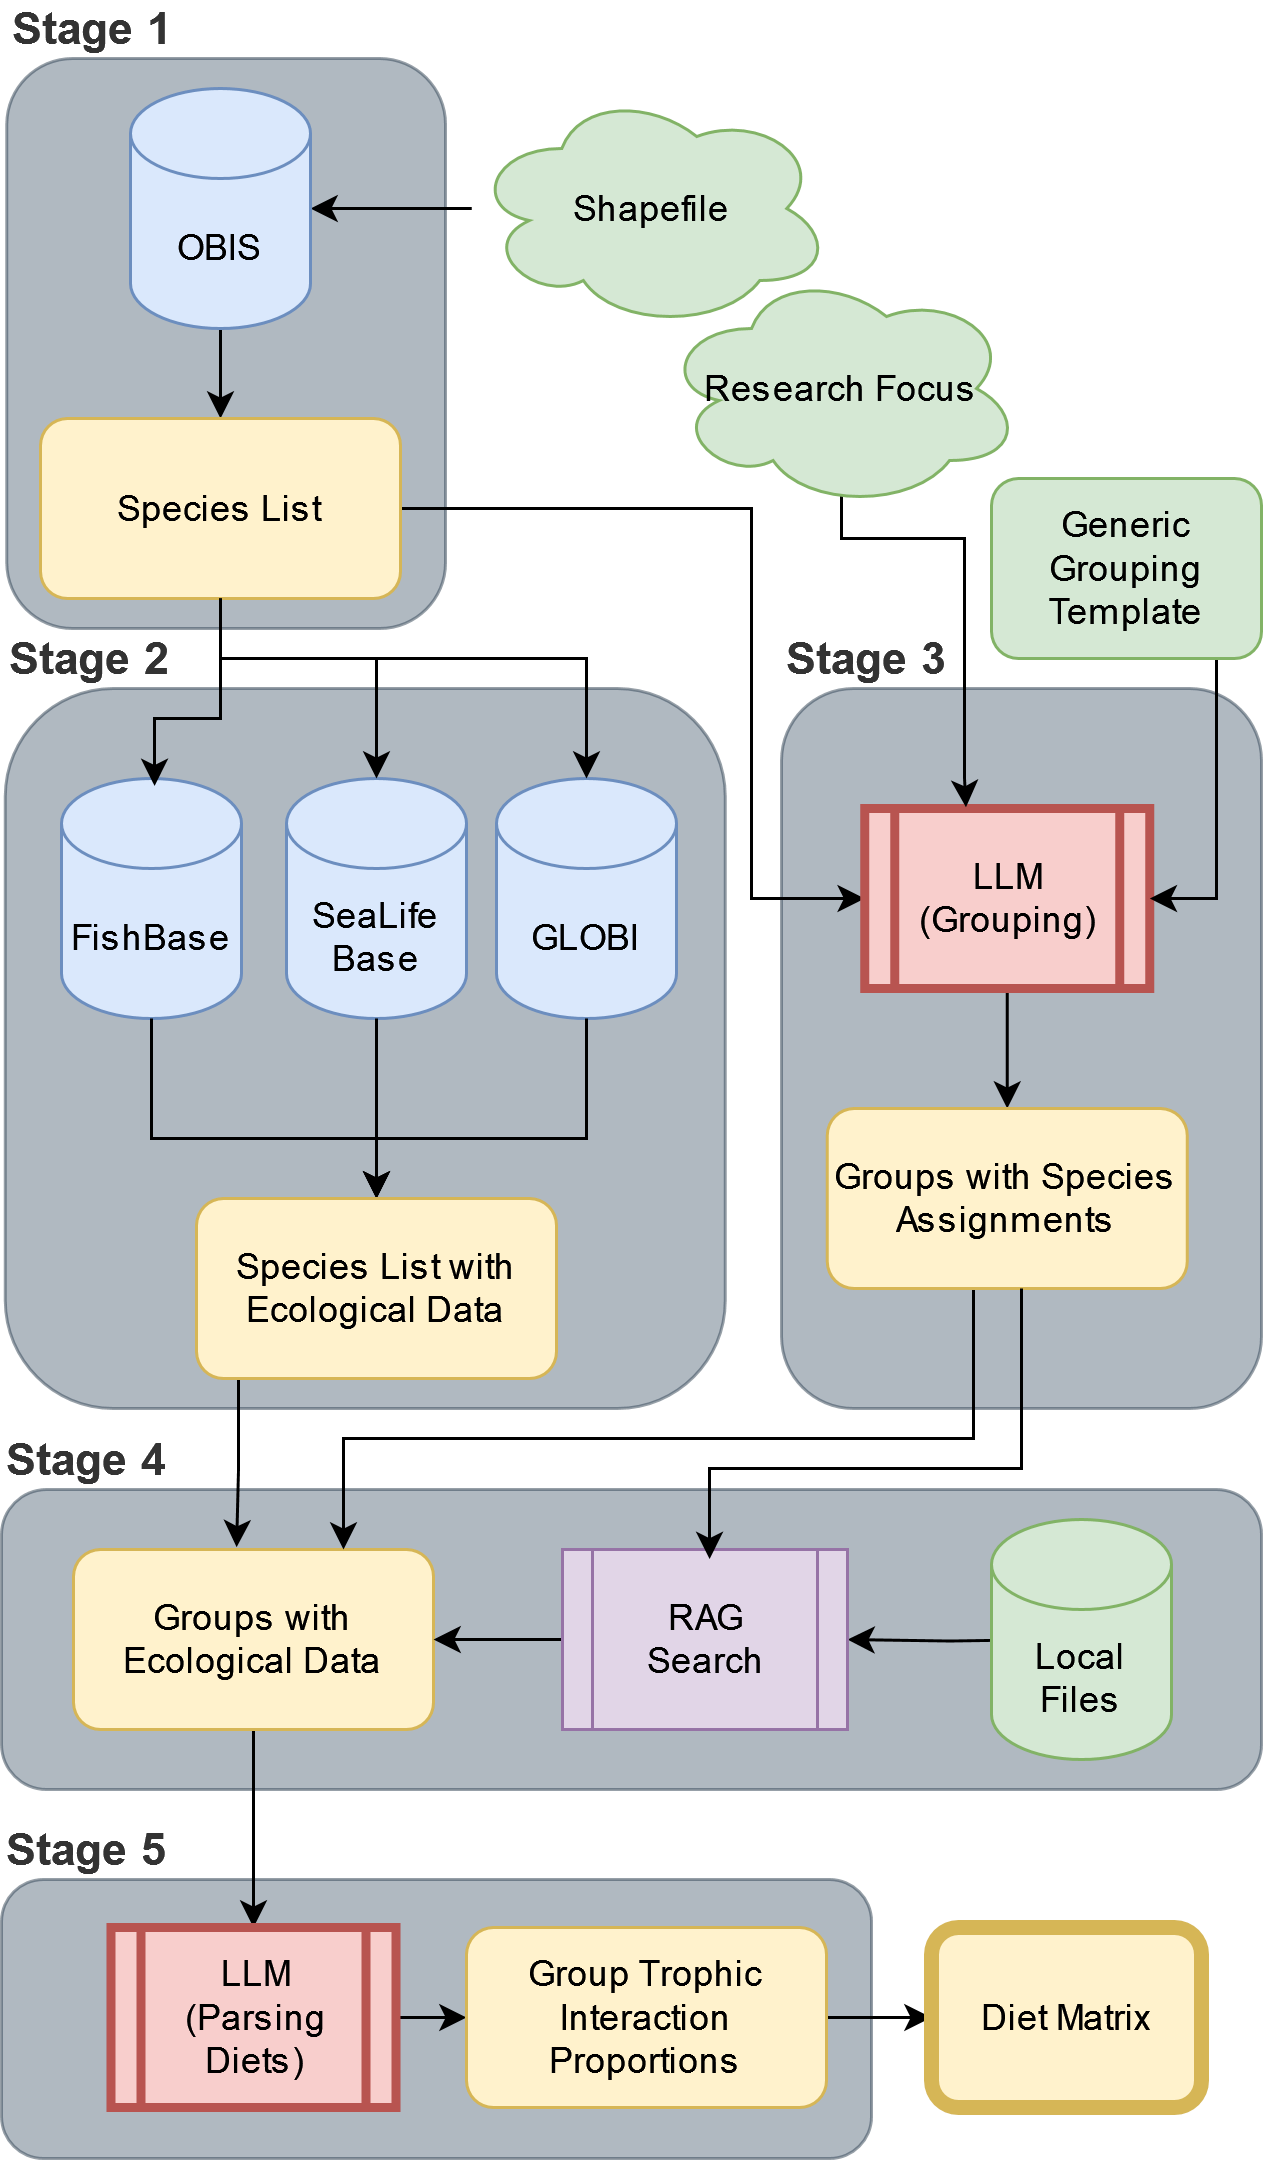 Stage 1
OBIS
Shapefile
Research Focus
Species List
Generic
Grouping
Template
Stage 2
FishBase
SeaLife
Base
GLOBI
Species List with
Ecological Data
Stage 3
LLM
(Grouping)
Groups with Species
Assignments
Stage 4
Groups with
Ecological Data
RAG
Search
Local
Files
Stage 5
LLM
(Parsing
Diets)
Group Trophic
Interaction
Proportions
Diet Matrix